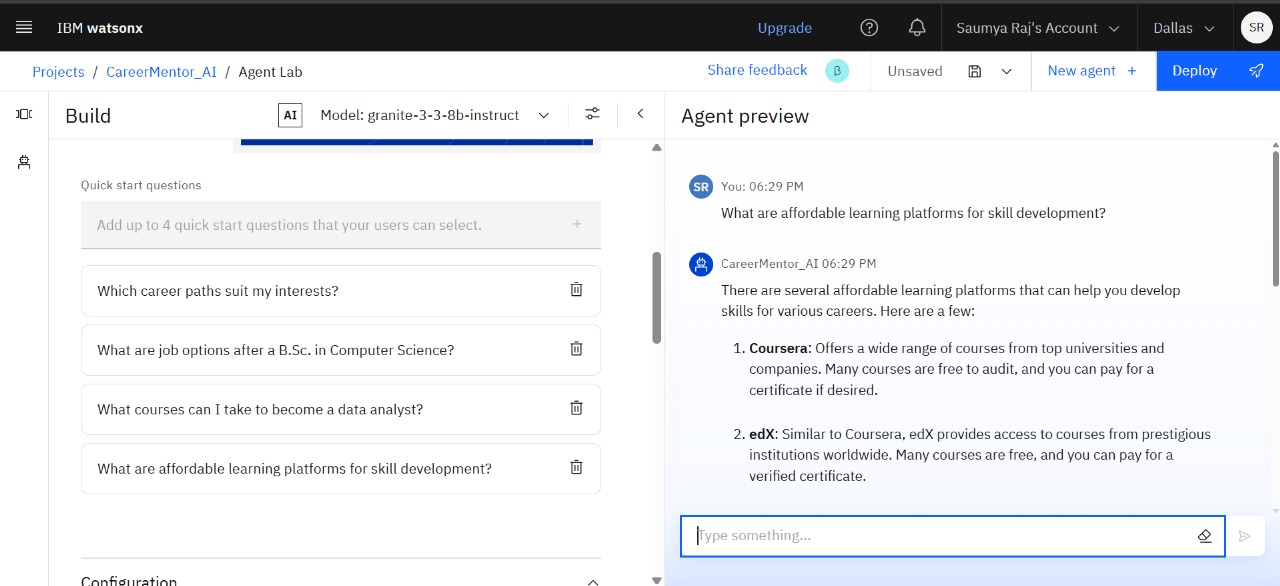 IBM watsonx
Upgrade
Saumya Raj's Account
Dallas
SR
Projects / CareerMentor_AI / Agent Lab
Share feedback
β
Unsaved
New agent +
Deploy
Build
AI
Model: granite-3-3-8b-instruct
Agent preview
Quick start questions
Add up to 4 quick start questions that your users can select.
Which career paths suit my interests?
What are job options after a B.Sc. in Computer Science?
What courses can I take to become a data analyst?
What are affordable learning platforms for skill development?
Configuration
SR
You: 06:29 PM
What are affordable learning platforms for skill development?
CareerMentor_AI 06:29 PM
There are several affordable learning platforms that can help you develop
skills for various careers. Here are a few:
1. Coursera: Offers a wide range of courses from top universities and
companies. Many courses are free to audit, and you can pay for a
certificate if desired.
2. edX: Similar to Coursera, edX provides access to courses from prestigious
institutions worldwide. Many courses are free, and you can pay for a
verified certificate.
Type something...